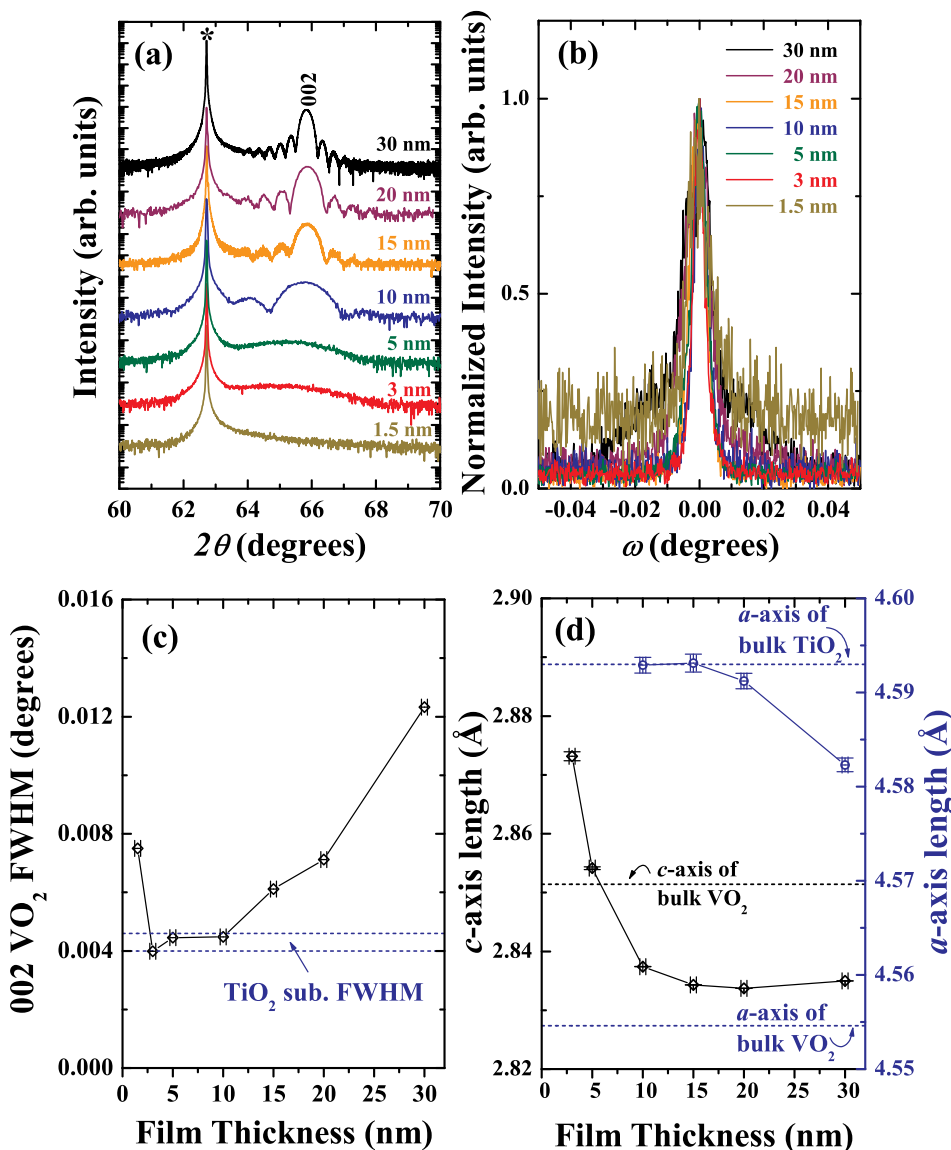 (a)
*
002
30 nm
20 nm
15 nm
10 nm
5 nm
3 nm
1.5 nm
Intensity (arb. units)
60 62 64 66 68 70
2θ (degrees)
(b)
30 nm
20 nm
15 nm
10 nm
5 nm
3 nm
1.5 nm
1.0
0.5
0.0
Normalized Intensity (arb. units)
-0.04 -0.02 0.00 0.02 0.04
ω (degrees)
(c)
0.016
0.012
0.008
0.004
0.000
002 VO₂ FWHM (degrees)
TiO₂ sub. FWHM
0 5 10 15 20 25 30
Film Thickness (nm)
(d)
2.90
2.88
2.86
2.84
2.82
c-axis length (Å)
a-axis of
bulk TiO₂
c-axis of
bulk VO₂
a-axis of
bulk VO₂
4.60
4.59
4.58
4.57
4.56
4.55
a-axis length (Å)
0 5 10 15 20 25 30
Film Thickness (nm)